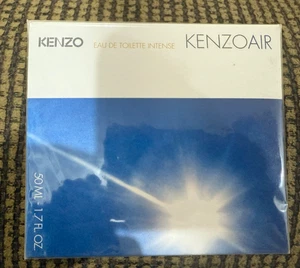 KENZO EAU DE TOILETTE INTENSE KENZOAIR
50 ML - 1.7 FL.OZ